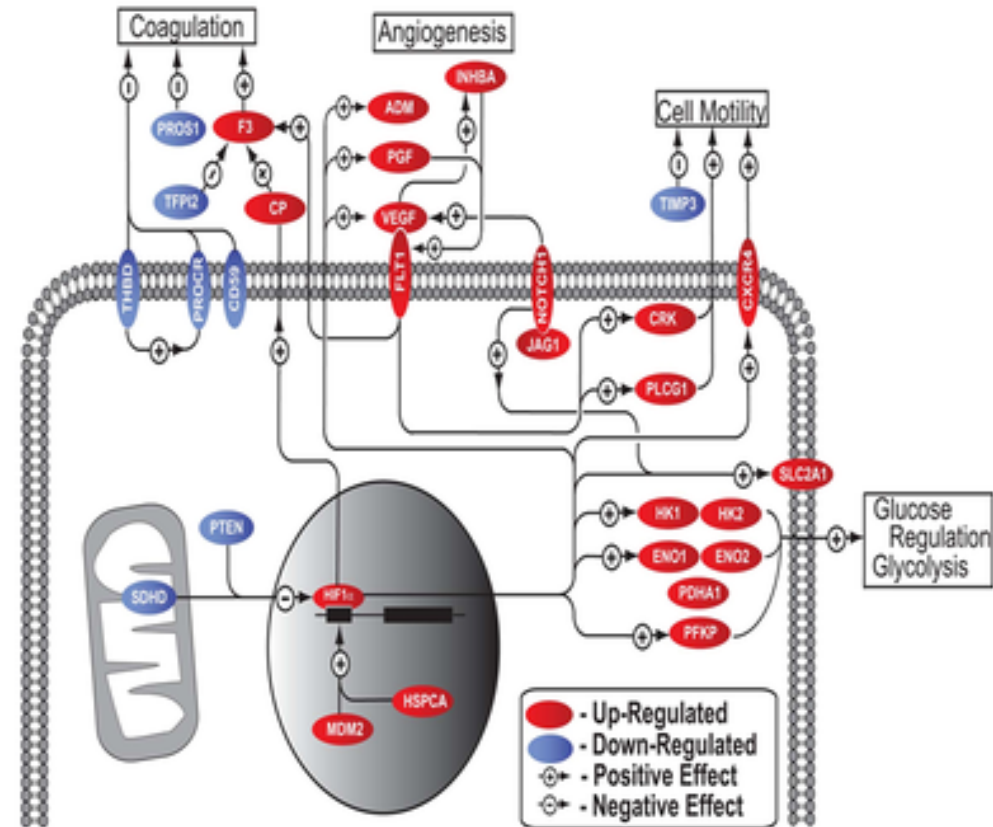 Coagulation
Angiogenesis
Cell Motility
INHBA
ADM
PROS1
F3
PGF
TFPI2
CP
VEGF
TIMP3
THBD
PROCR
CD59
FLT1
NOTCH1
CXCR4
JAG1
CRK
PLCG1
SLC2A1
HK1
HK2
Glucose
Regulation
Glycolysis
PTEN
ENO1
ENO2
SDHD
HIF1α
PDHA1
PFKP
HSPCA
MDM2
- Up-Regulated
- Down-Regulated
- Positive Effect
- Negative Effect